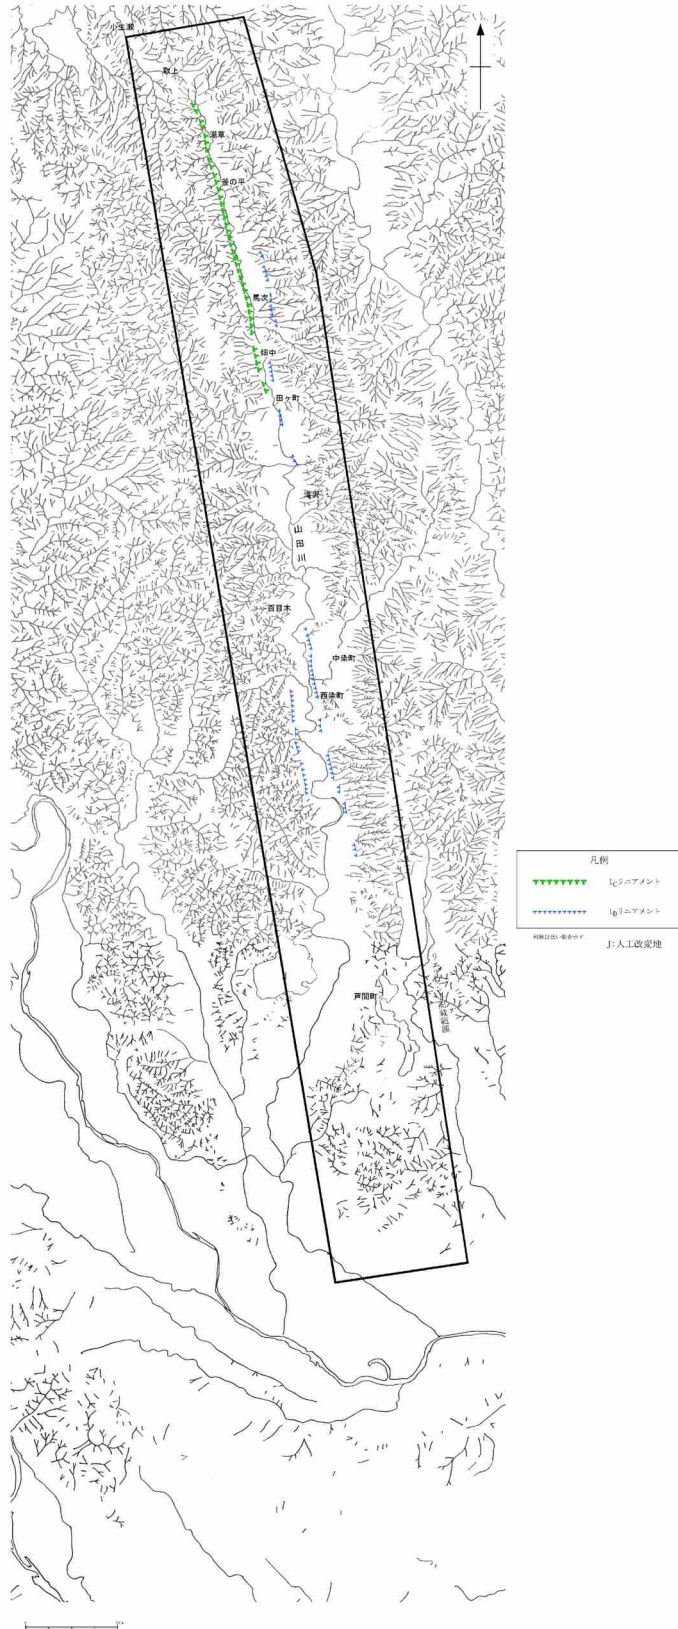 小生瀬
取上
湯草
釜の平
馬次
畑中
田ヶ町
滝沢
山田川
百目木
中染町
西染町
芦間町
凡例
LCリニアメント
LDリニアメント
J:人工改変地